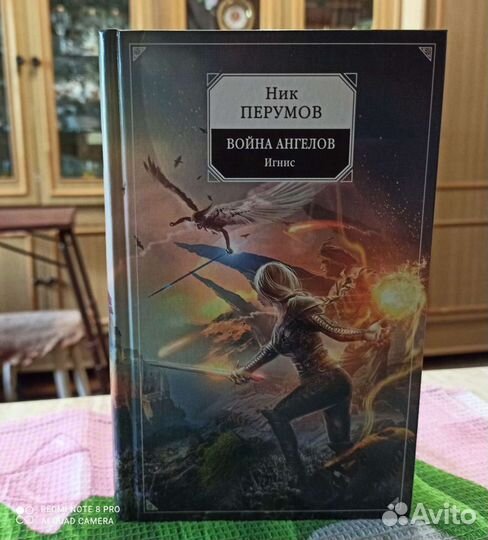 Ник
ПЕРУМОВ
ВОЙНА АНГЕЛОВ
Игнис
REDMI NOTE 8 PRO
AI QUAD CAMERA
Avito